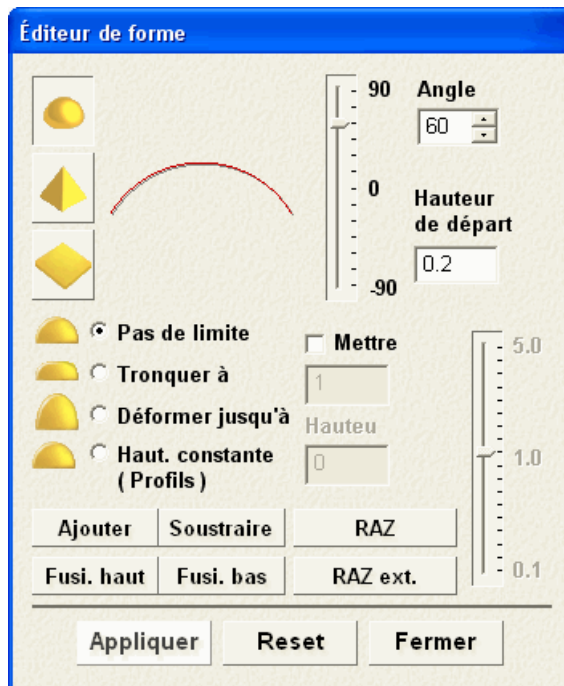 Éditeur de forme
90
0
-90
Angle
60
Hauteur
de départ
0.2
Pas de limite
Tronquer à
Déformer jusqu'à
Haut. constante
( Profils )
Mettre
1
Hauteu
0
5.0
1.0
0.1
Ajouter
Soustraire
RAZ
Fusi. haut
Fusi. bas
RAZ ext.
Appliquer
Reset
Fermer